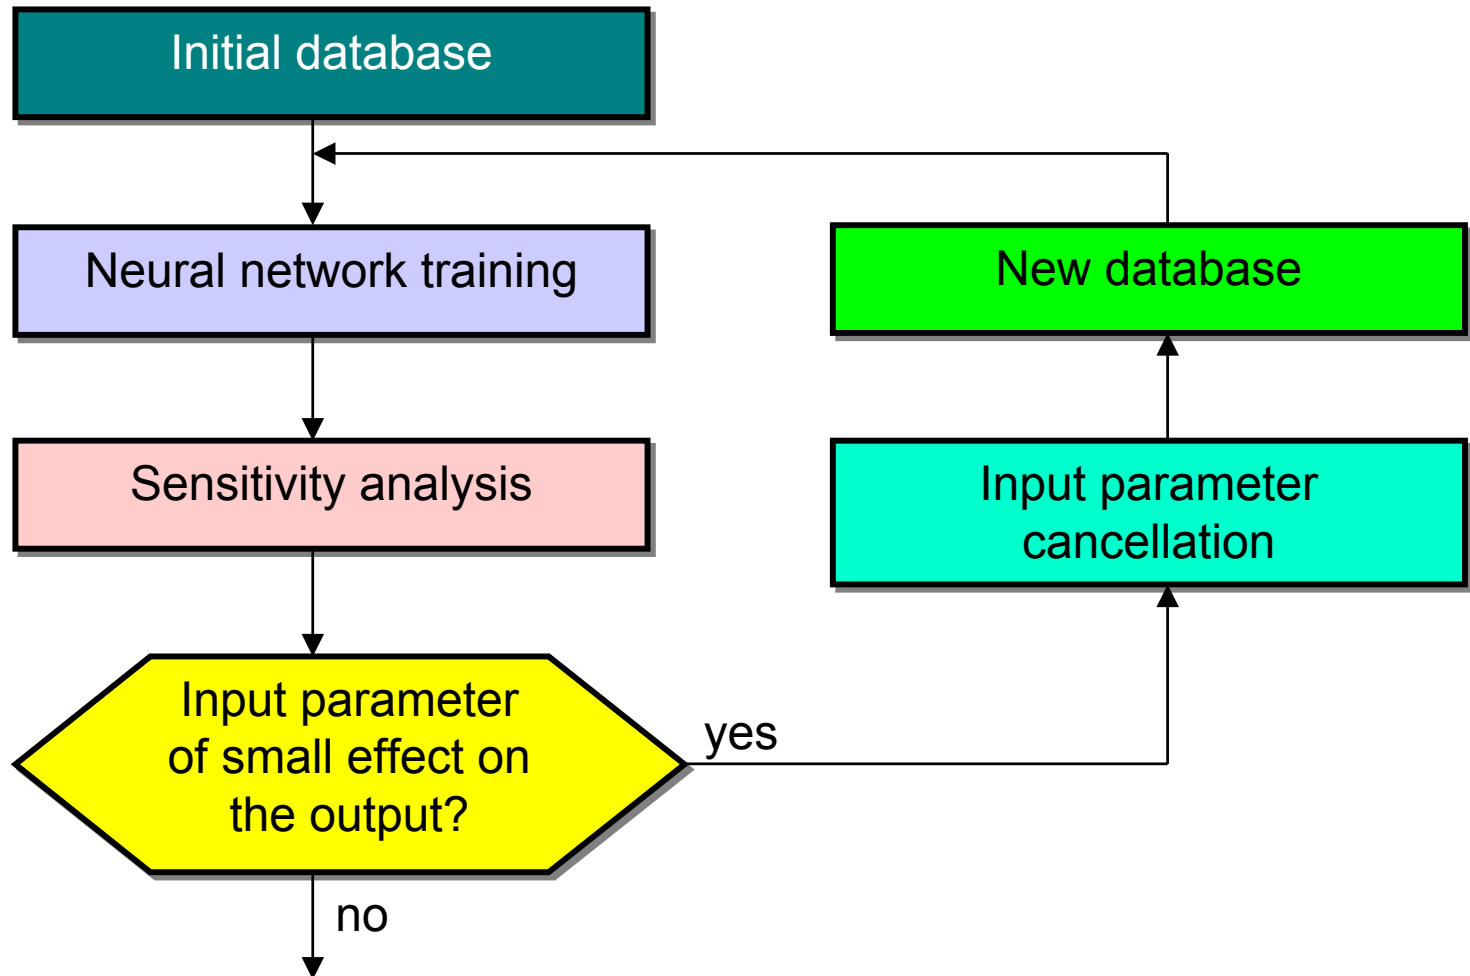 Initial database
Neural network training
New database
Sensitivity analysis
Input parameter
cancellation
Input parameter
of small effect on
the output?
yes
no